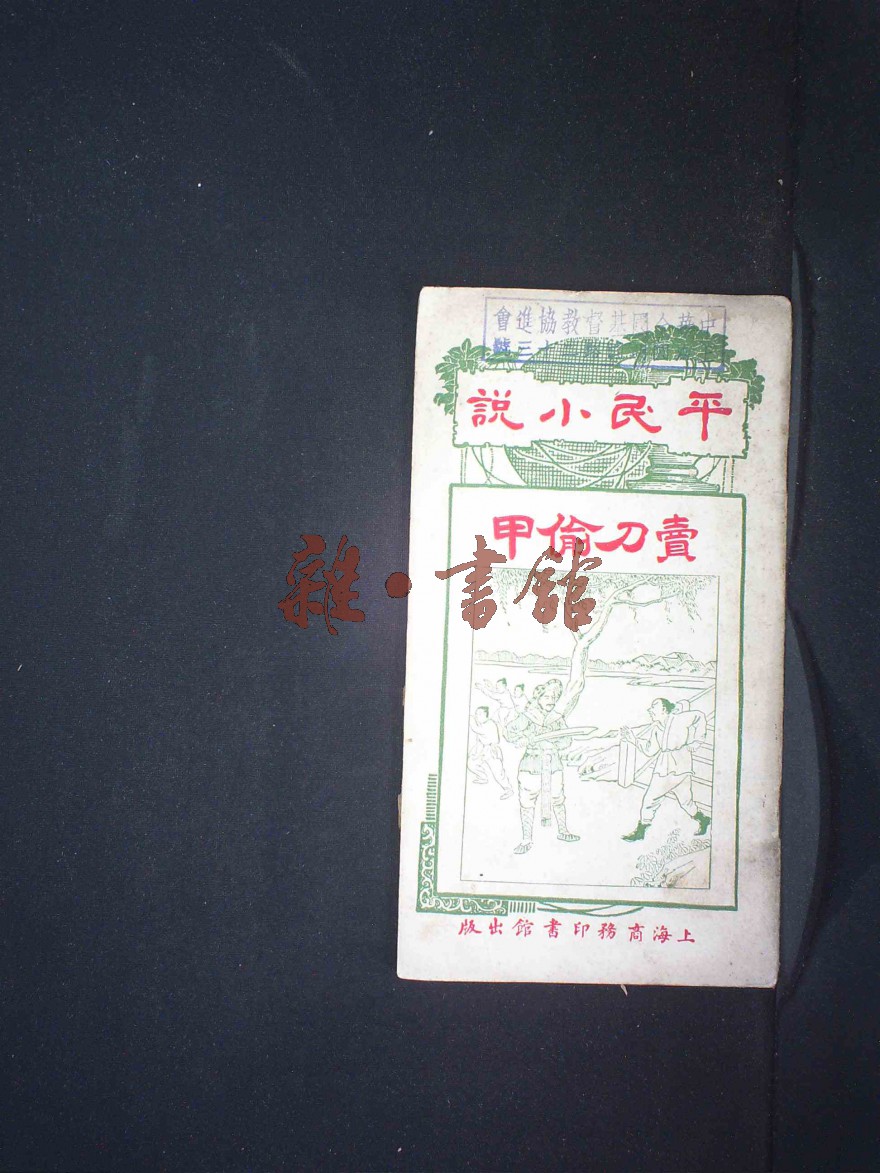 中華全國基督教協進會
平民小説
賣刀偷甲
雜·書館
上海商務印書館出版